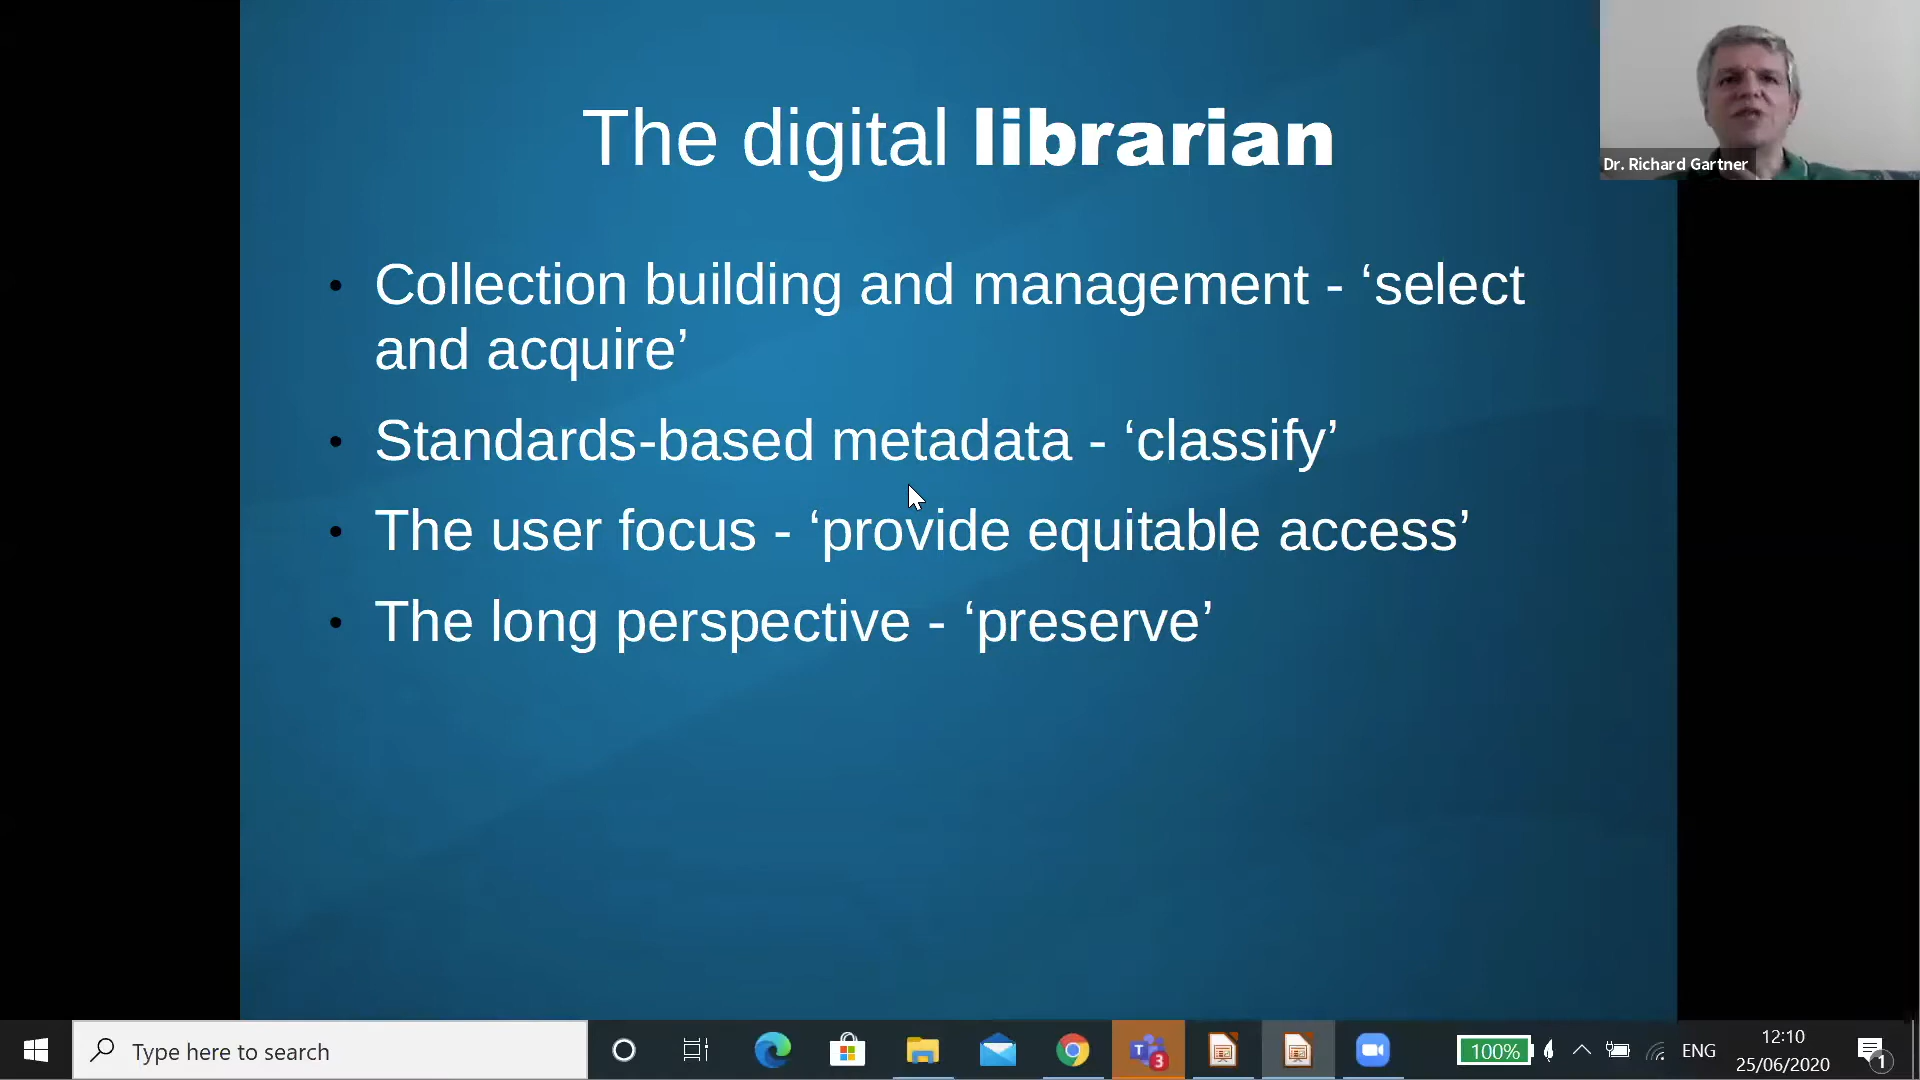 The digital librarian
Dr. Richard Gartner
• Collection building and management - ‘select
and acquire’
• Standards-based metadata - ‘classify’
• The user focus - ‘provide equitable access’
• The long perspective - ‘preserve’
Type here to search
T
3
100%
ENG
12:10
25/06/2020
1